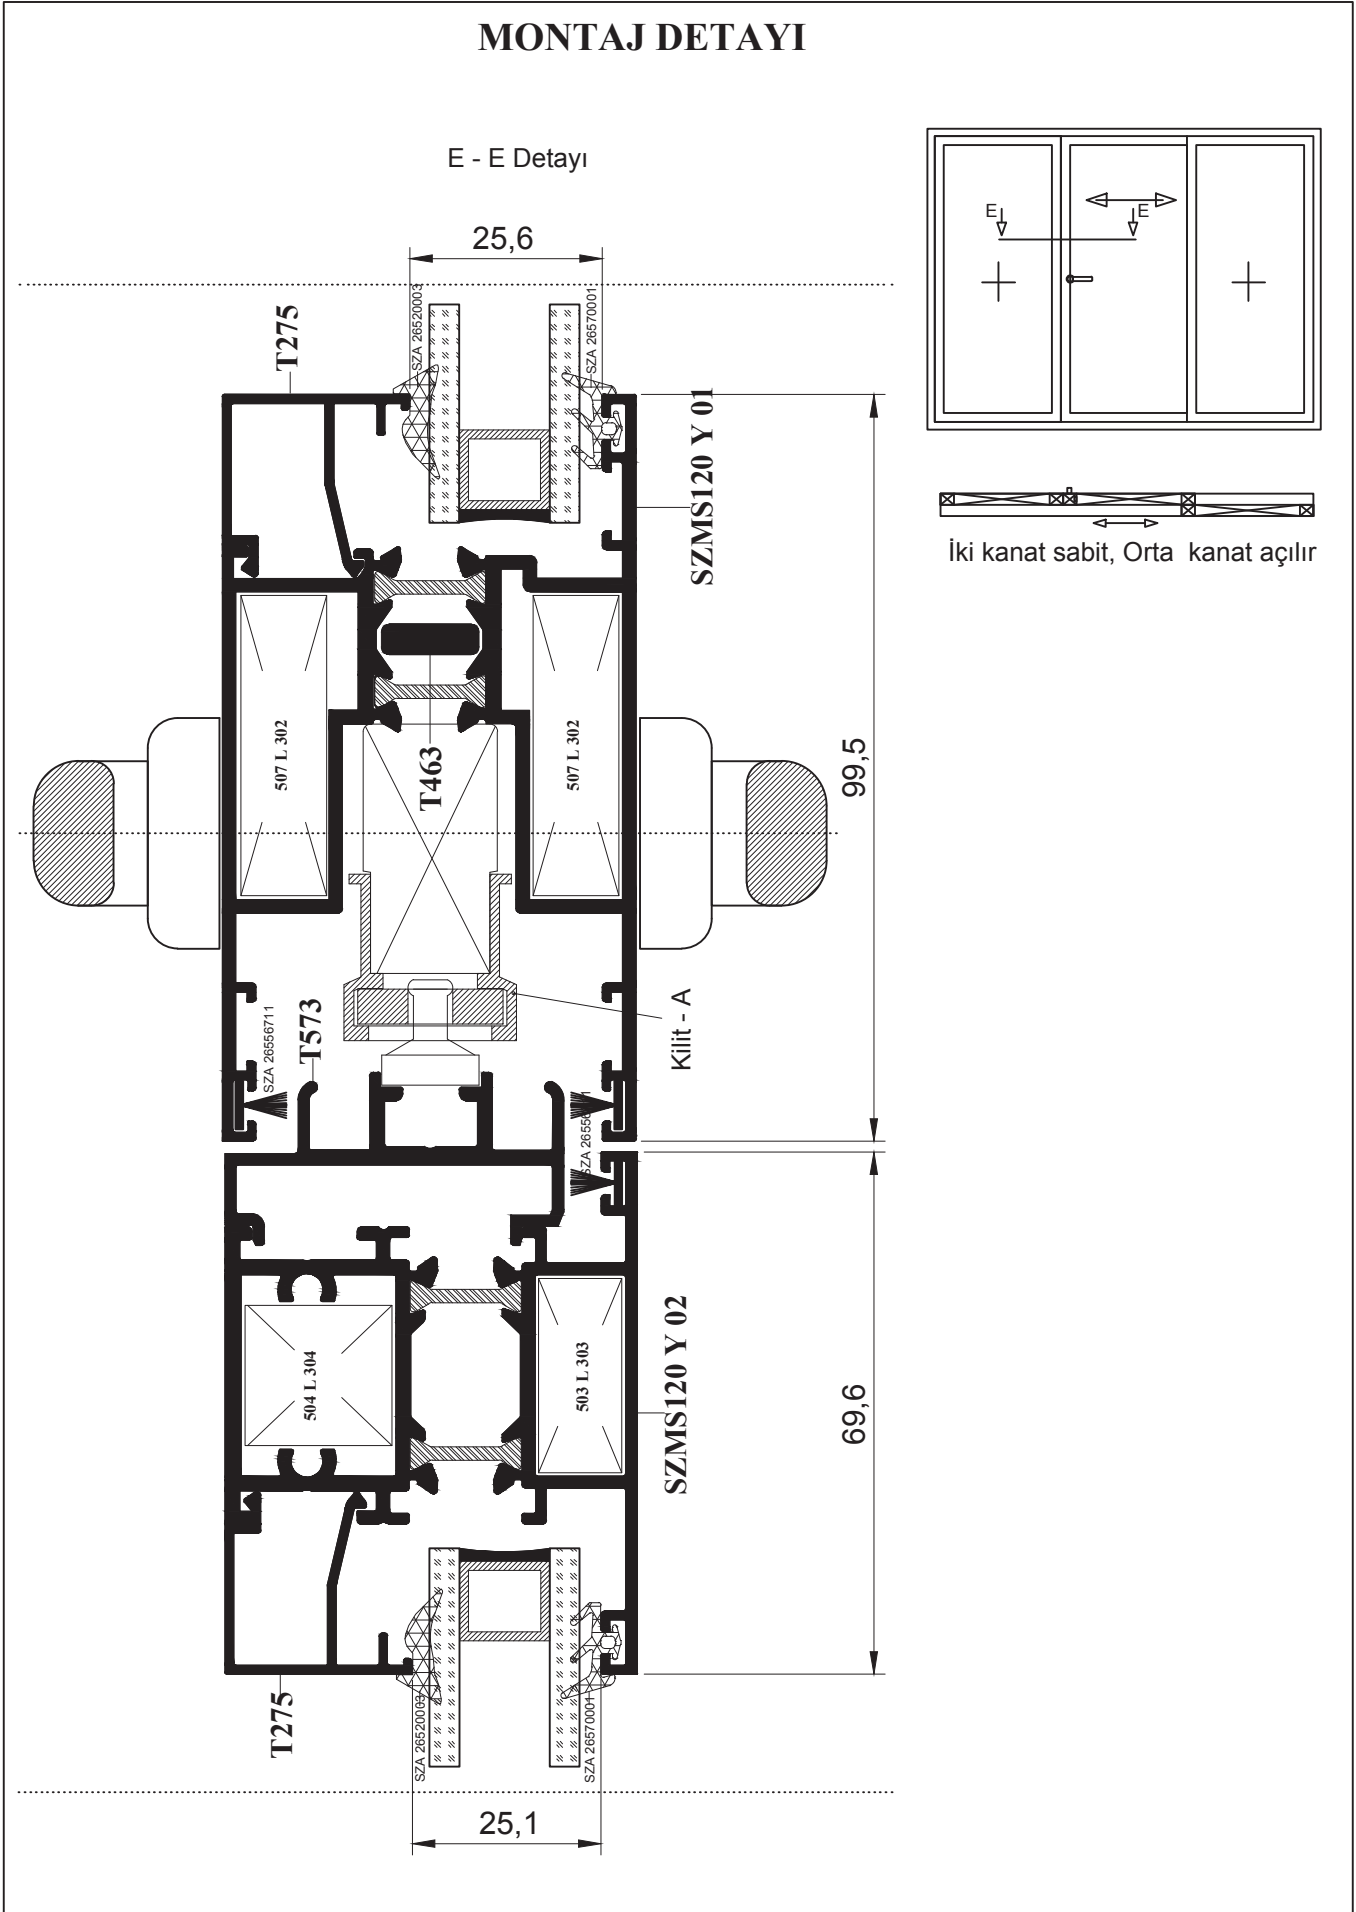 MONTAJ DETAYI
E - E Detayı
E
E
İki kanat sabit, Orta kanat açılır
25,6
SZA 26520003
SZA 26570001
T275
SZMS120 Y 01
507 L 302
507 L 302
T463
99,5
Kilit - A
SZA 26556711
T573
504 L 304
503 L 303
SZMS120 Y 02
69,6
T275
SZA 26520003
SZA 26570001
25,1